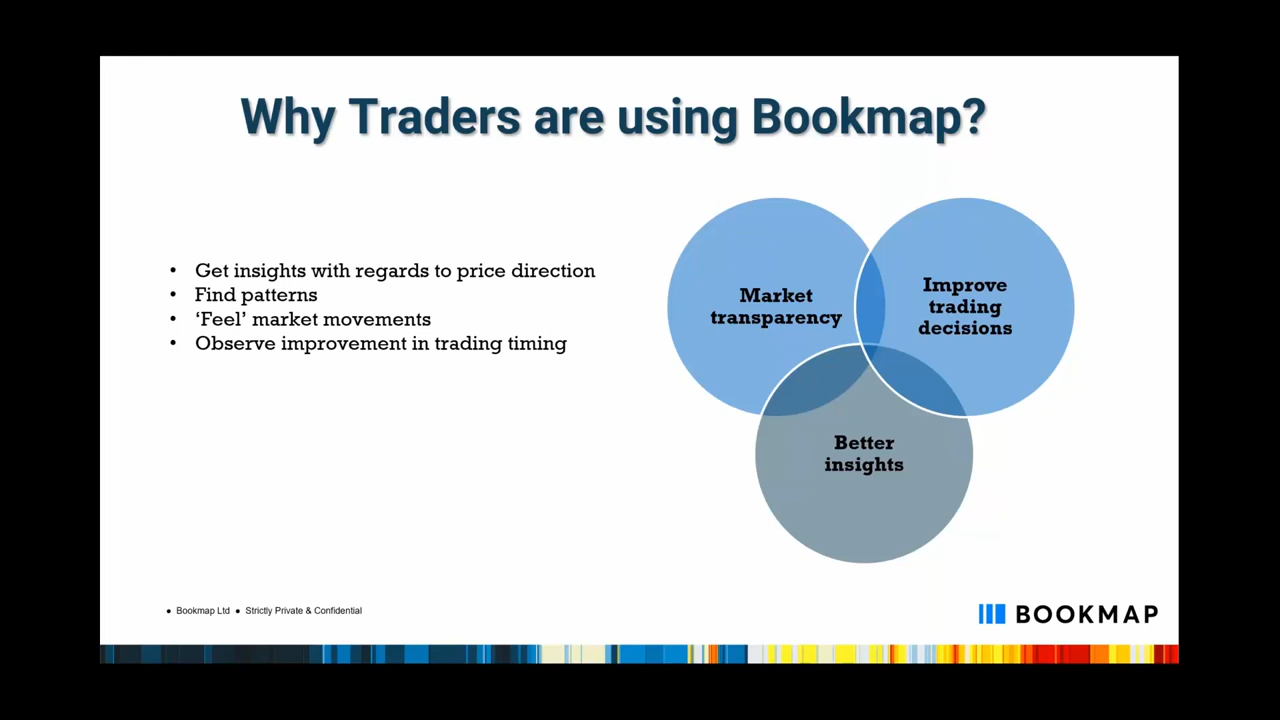 Why Traders are using Bookmap?
• Get insights with regards to price direction
• Find patterns
• ‘Feel’ market movements
• Observe improvement in trading timing
Market
transparency
Improve
trading
decisions
Better
insights
● Bookmap Ltd ● Strictly Private & Confidential
BOOKMAP